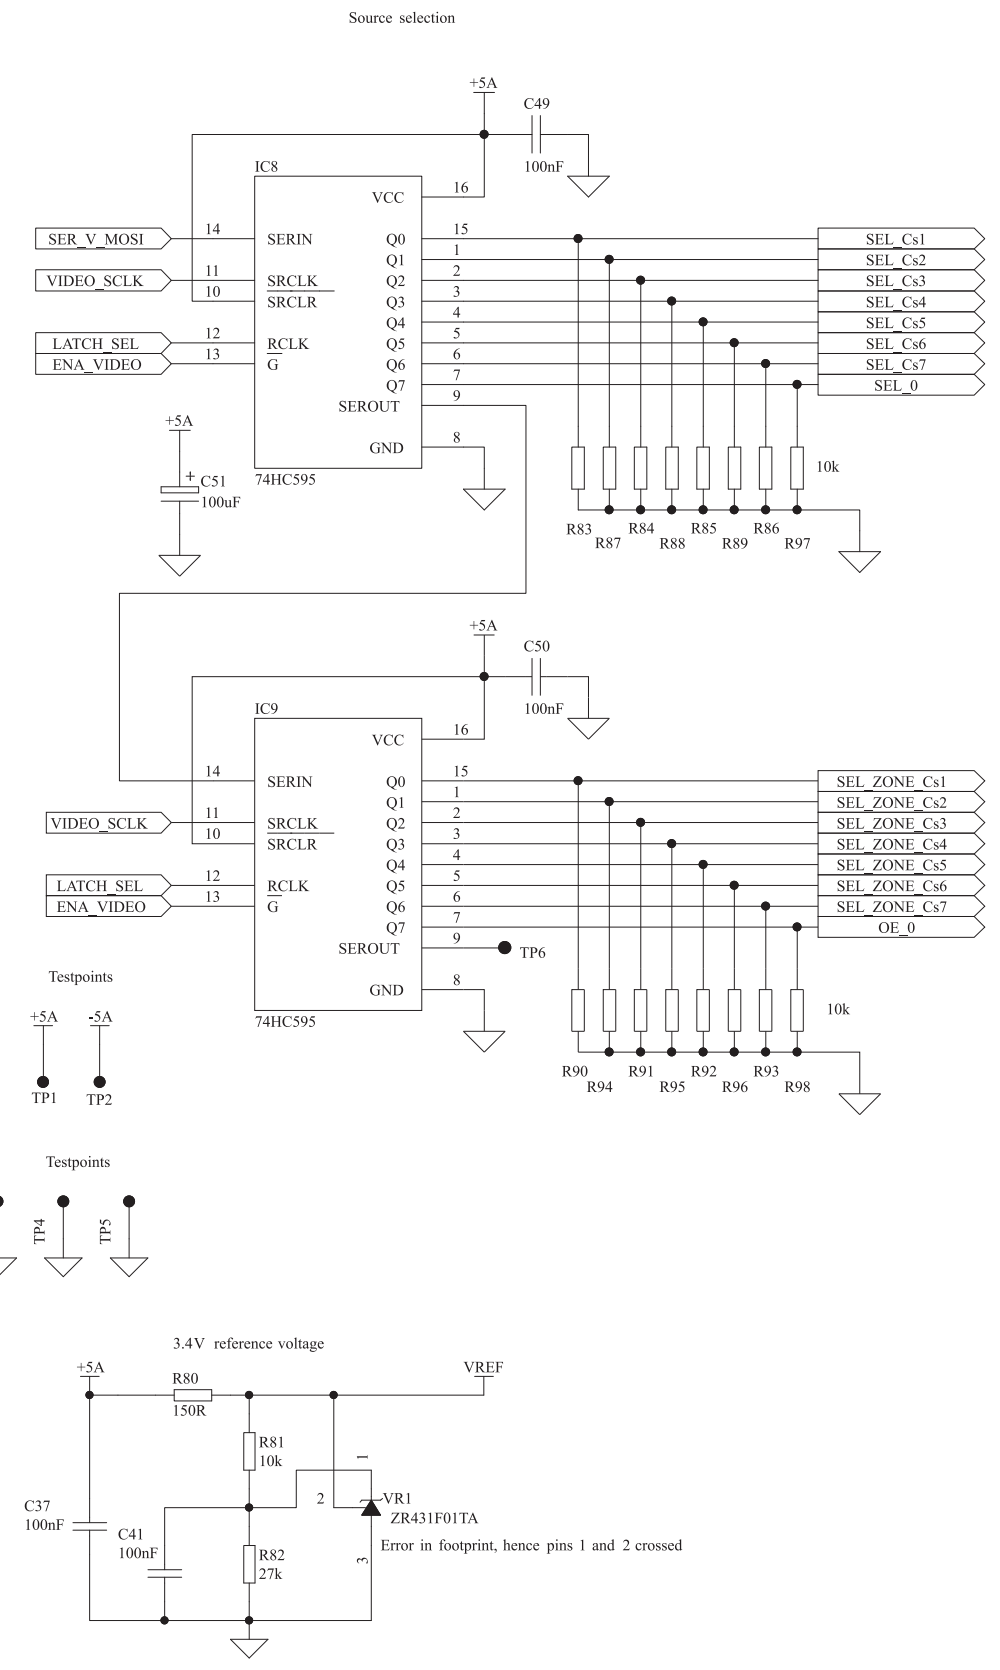 Source selection
+5A
C49
100nF
IC8
VCC 16
SER_V_MOSI 14 SERIN Q0 15 SEL_Cs1
Q1 1 SEL_Cs2
VIDEO_SCLK 11 SRCLK Q2 2 SEL_Cs3
10 SRCLR Q3 3 SEL_Cs4
Q4 4 SEL_Cs5
LATCH_SEL 12 RCLK Q5 5 SEL_Cs6
ENA_VIDEO 13 G Q6 6 SEL_Cs7
Q7 7 SEL_0
SEROUT 9
GND 8
74HC595
+5A
+
C51
100uF
10k
R83 R84 R85 R86
R87 R88 R89 R97
+5A
C50
100nF
IC9
VCC 16
14 SERIN Q0 15 SEL_ZONE_Cs1
Q1 1 SEL_ZONE_Cs2
VIDEO_SCLK 11 SRCLK Q2 2 SEL_ZONE_Cs3
10 SRCLR Q3 3 SEL_ZONE_Cs4
Q4 4 SEL_ZONE_Cs5
LATCH_SEL 12 RCLK Q5 5 SEL_ZONE_Cs6
ENA_VIDEO 13 G Q6 6 SEL_ZONE_Cs7
Q7 7 OE_0
SEROUT 9 TP6
GND 8
74HC595
10k
R90 R91 R92 R93
R94 R95 R96 R98
Testpoints
+5A -5A
TP1 TP2
Testpoints
TP4 TP5
3.4V reference voltage
+5A
R80
150R
VREF
R81
10k
1
2
VR1
ZR431F01TA
3
C37
100nF
C41
100nF
R82
27k
Error in footprint, hence pins 1 and 2 crossed